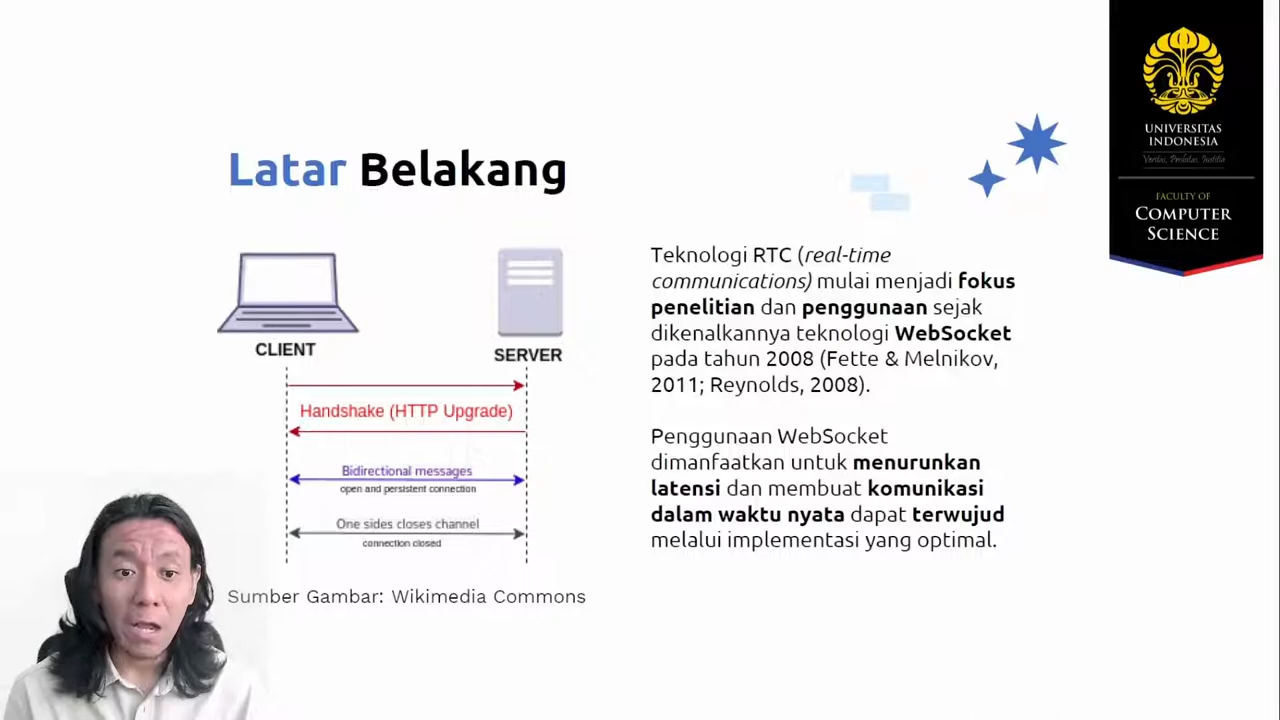 UNIVERSITAS
INDONESIA
Veritas, Probitas, Iustitia
FACULTY OF
COMPUTER
SCIENCE
Latar Belakang
CLIENT
SERVER
Handshake (HTTP Upgrade)
Bidirectional messages
open and persistent connection
One sides closes channel
connection closed
Sumber Gambar: Wikimedia Commons
Teknologi RTC (real-time
communications) mulai menjadi fokus
penelitian dan penggunaan sejak
dikenalkannya teknologi WebSocket
pada tahun 2008 (Fette & Melnikov,
2011; Reynolds, 2008).
Penggunaan WebSocket
dimanfaatkan untuk menurunkan
latensi dan membuat komunikasi
dalam waktu nyata dapat terwujud
melalui implementasi yang optimal.